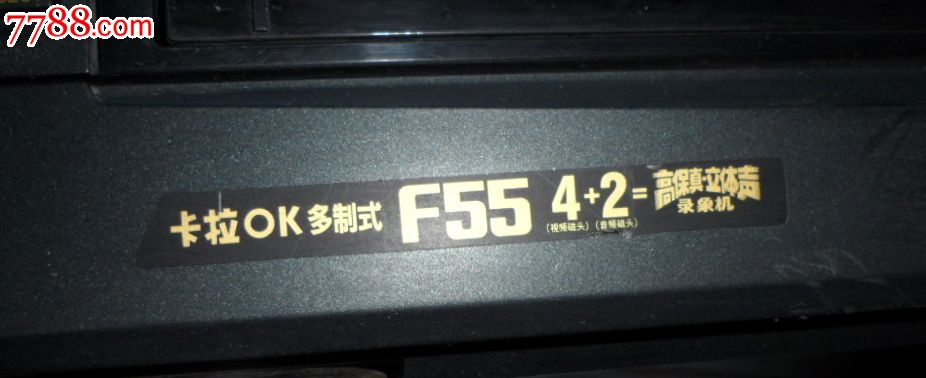 7788.com
卡拉OK多制式 F55 4+2=高保真·立体声
(视频磁头)(音频磁头) 录象机